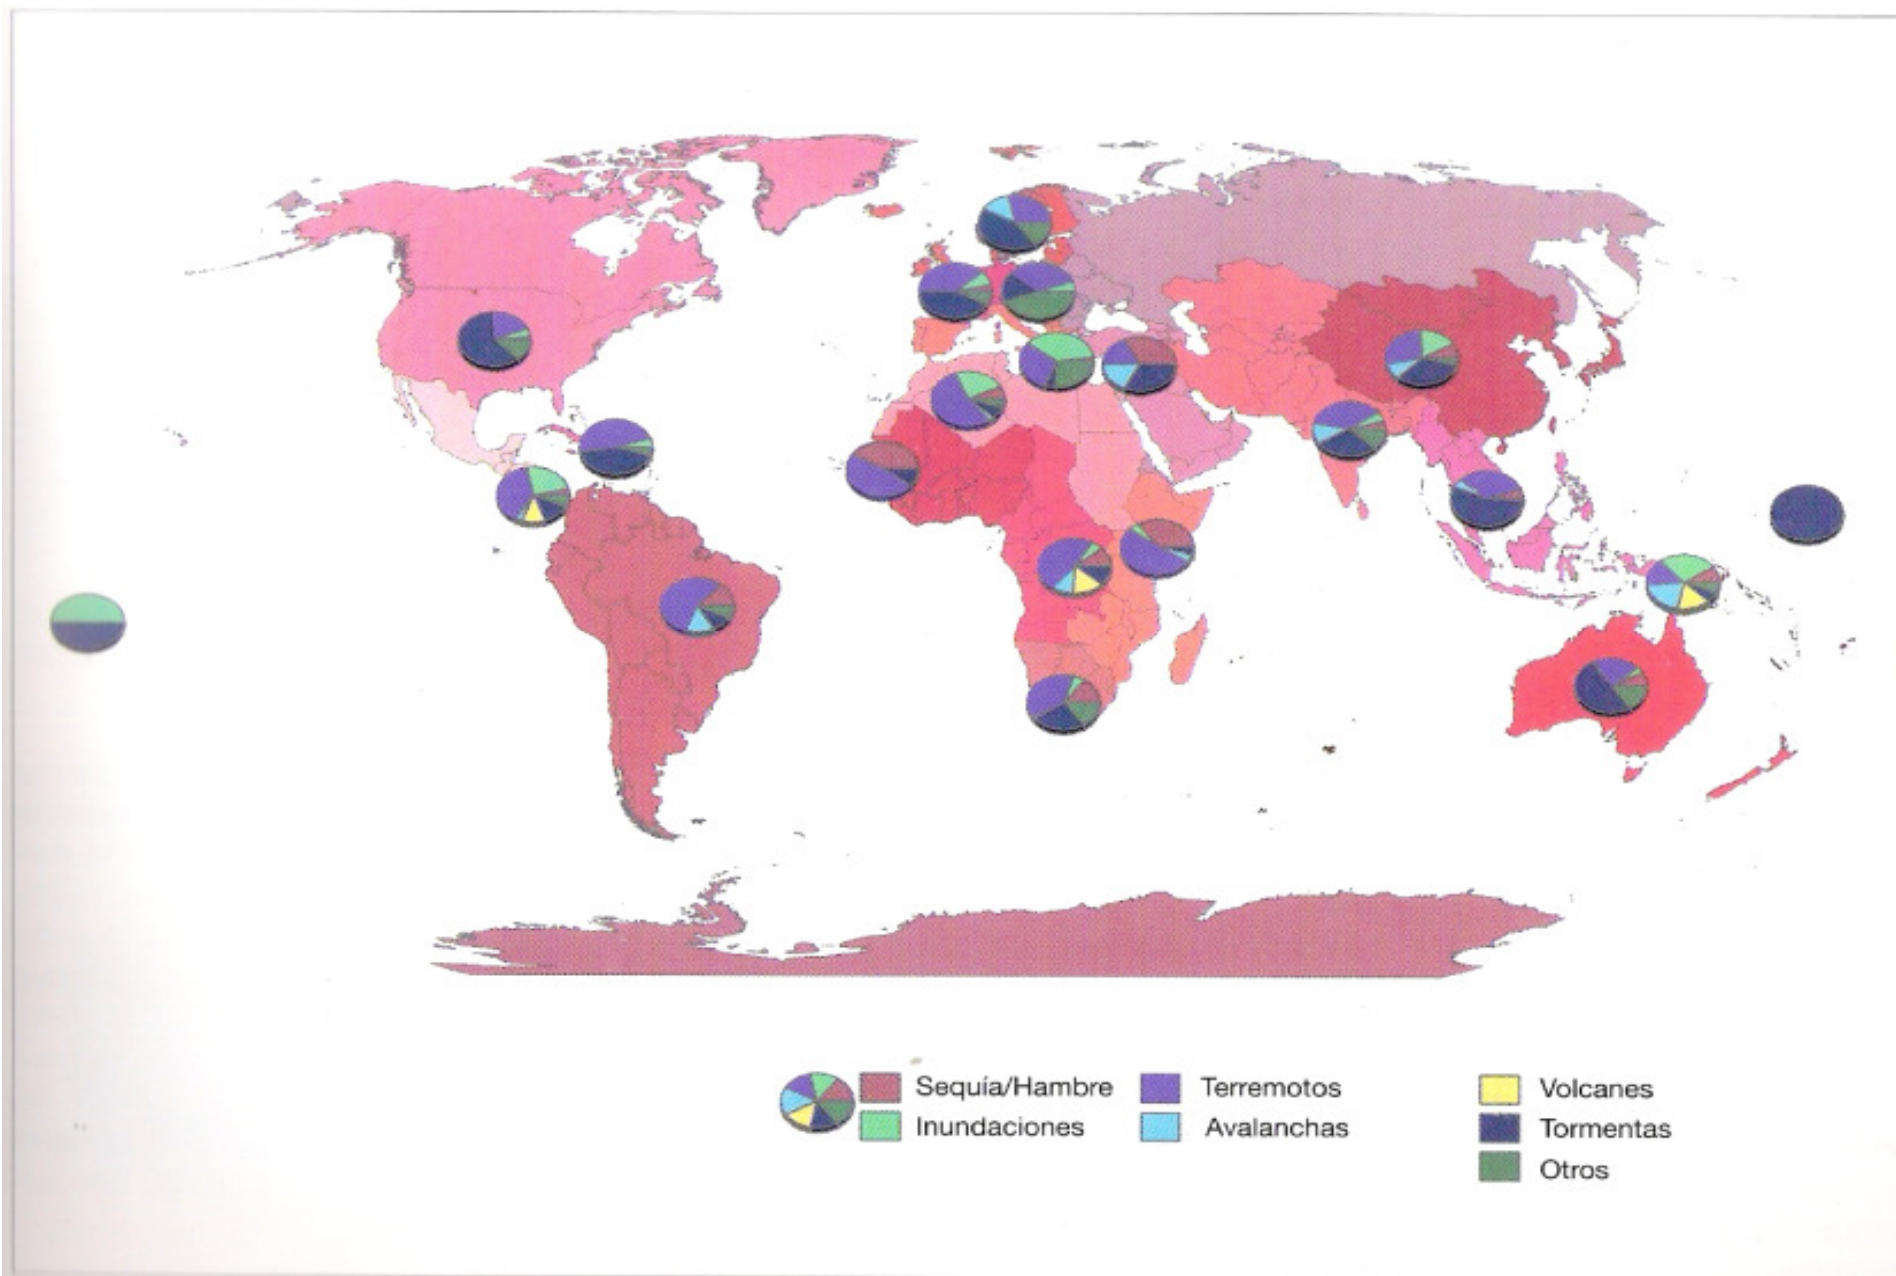 Sequía/Hambre
Inundaciones
Terremotos
Avalanchas
Volcanes
Tormentas
Otros